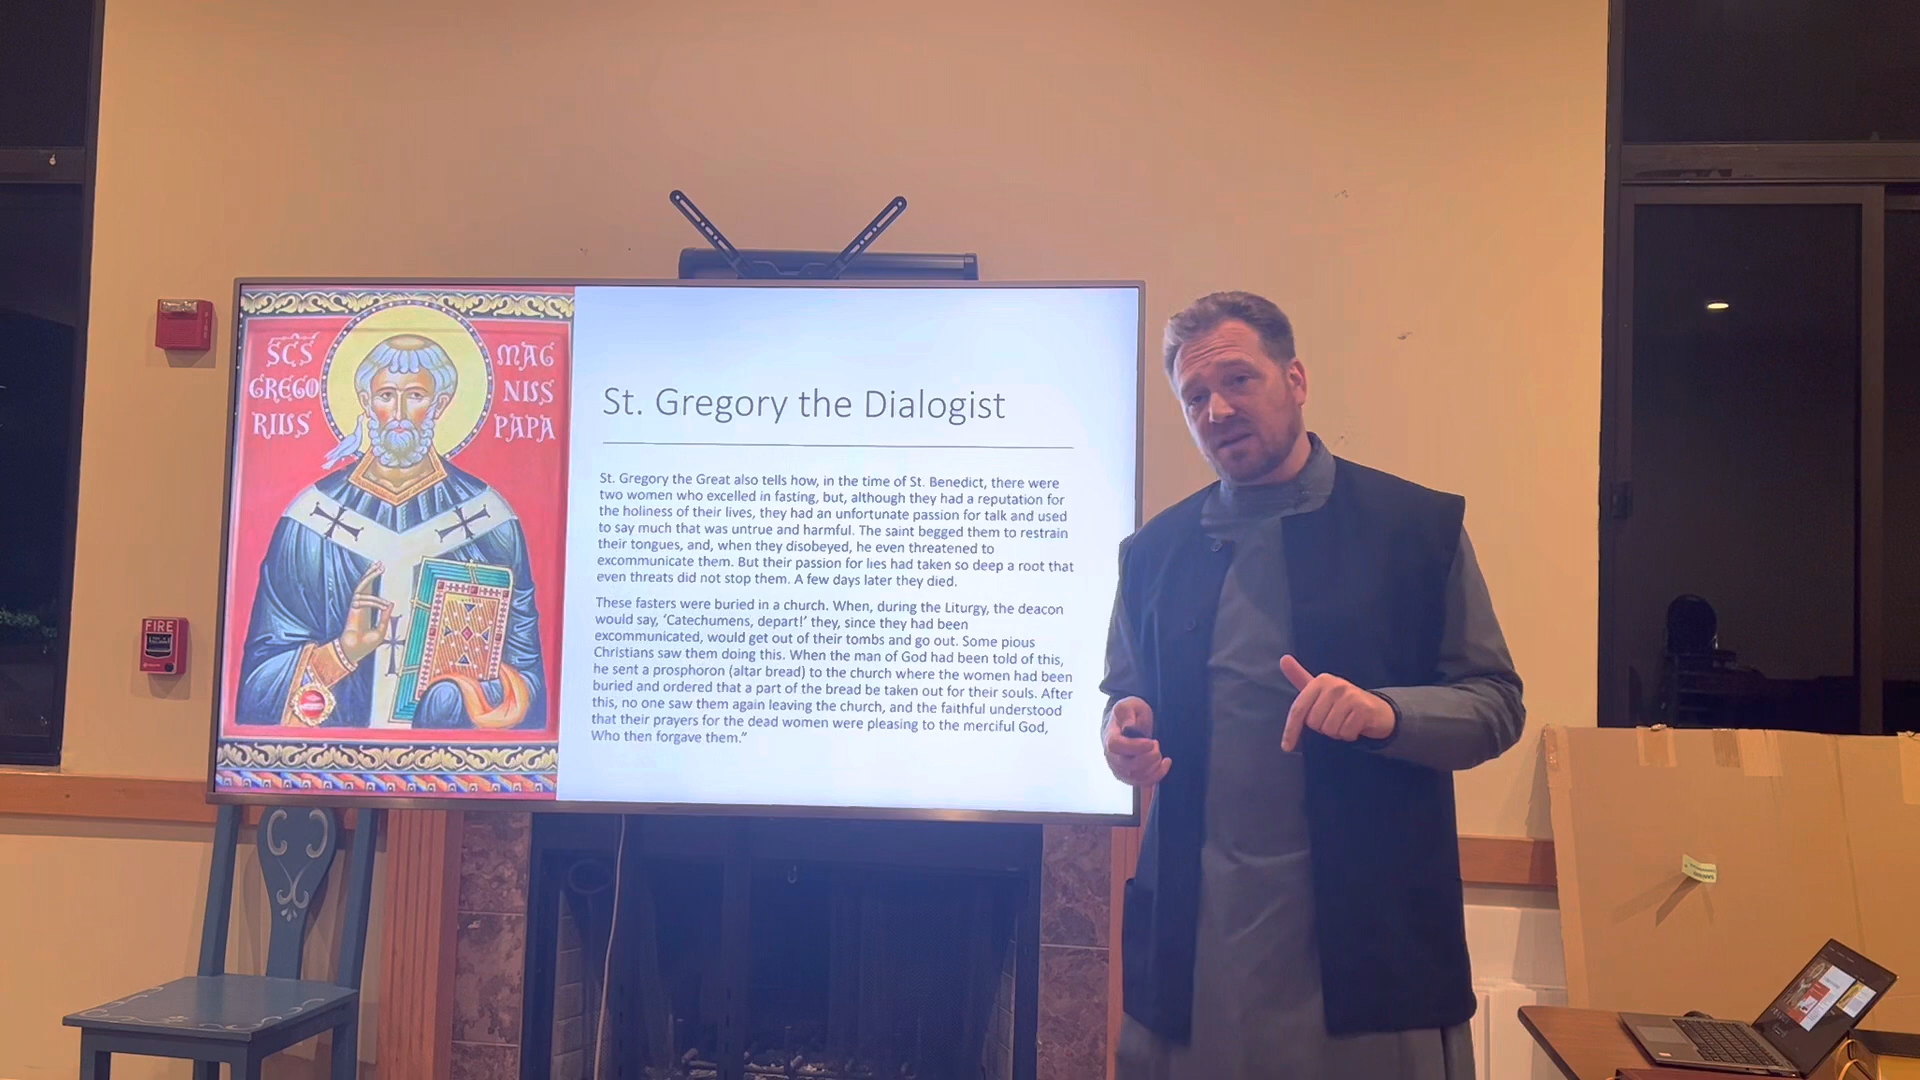 SCS
GREGO
RIUS
MAG
NUS
PAPA
St. Gregory the Dialogist
St. Gregory the Great also tells how, in the time of St. Benedict, there were
two women who excelled in fasting, but, although they had a reputation for
the holiness of their lives, they had an unfortunate passion for talk and used
to say much that was untrue and harmful. The saint begged them to restrain
their tongues, and, when they disobeyed, he even threatened to
excommunicate them. But their passion for lies had taken so deep a root that
even threats did not stop them. A few days later they died.
These fasters were buried in a church. When, during the Liturgy, the deacon
would say, ‘Catechumens, depart!’ they, since they had been
excommunicated, would get out of their tombs and go out. Some pious
Christians saw them doing this. When the man of God had been told of this,
he sent a prosphoron (altar bread) to the church where the women had been
buried and ordered that a part of the bread be taken out for their souls. After
this, no one saw them again leaving the church, and the faithful understood
that their prayers for the dead women were pleasing to the merciful God,
Who then forgave them.”
FIRE
FIRE